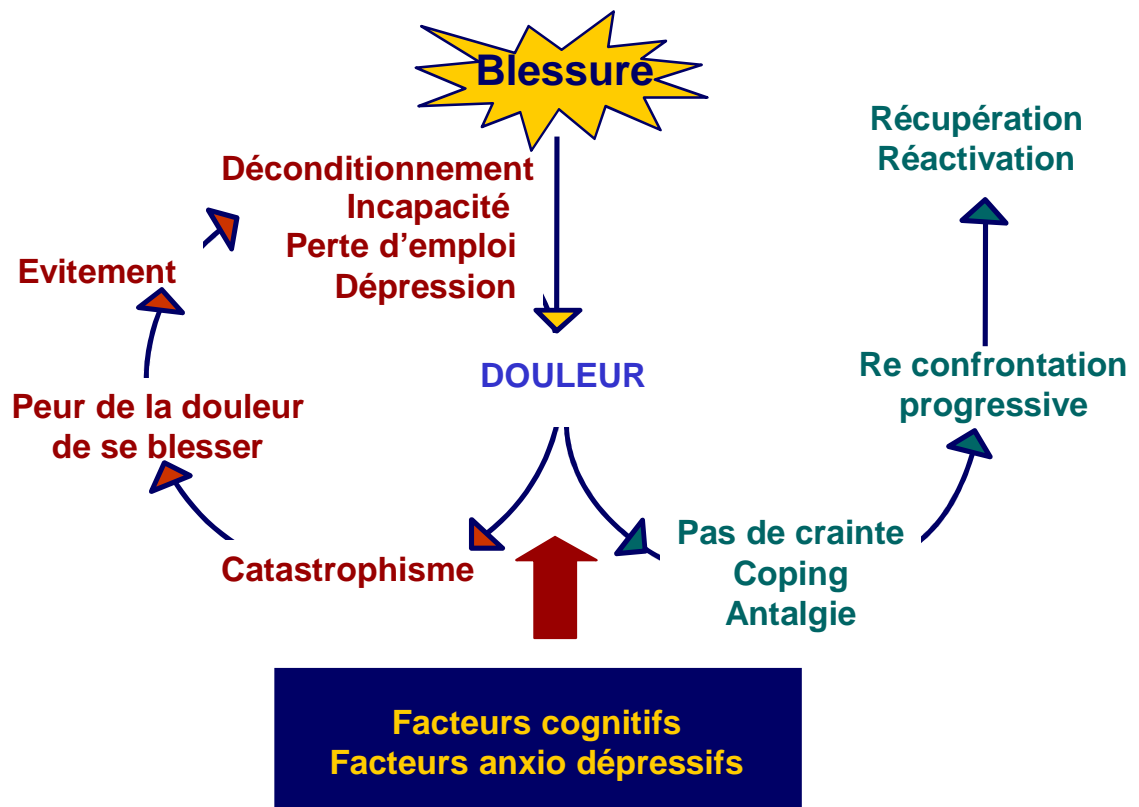 Blessure
Récupération
Réactivation
Déconditionnement
Incapacité
Perte d'emploi
Dépression
Evitement
DOULEUR
Re confrontation
progressive
Peur de la douleur
de se blesser
Pas de crainte
Coping
Antalgie
Catastrophisme
Facteurs cognitifs
Facteurs anxio dépressifs